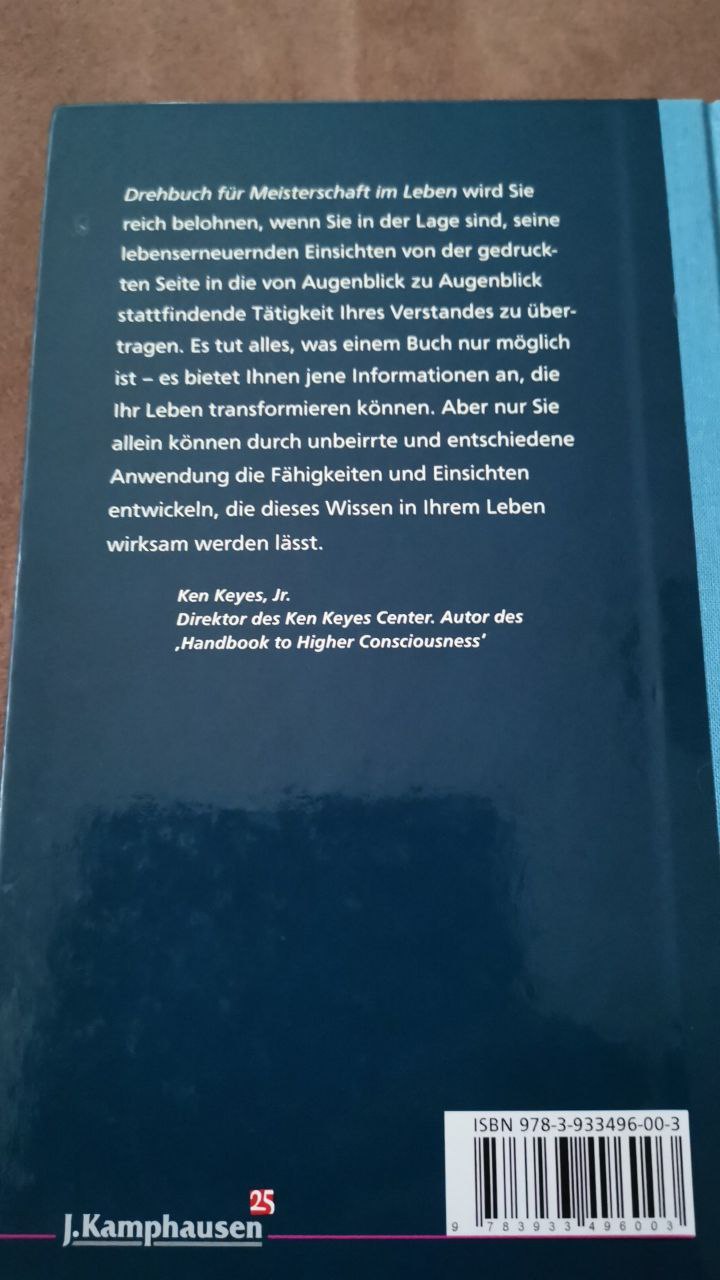 Drehbuch für Meisterschaft im Leben wird Sie
reich belohnen, wenn Sie in der Lage sind, seine
lebenserneuernden Einsichten von der gedruck-
ten Seite in die von Augenblick zu Augenblick
stattfindende Tätigkeit Ihres Verstandes zu über-
tragen. Es tut alles, was einem Buch nur möglich
ist – es bietet Ihnen jene Informationen an, die
Ihr Leben transformieren können. Aber nur Sie
allein können durch unbeirrte und entschiedene
Anwendung die Fähigkeiten und Einsichten
entwickeln, die dieses Wissen in Ihrem Leben
wirksam werden lässt.
Ken Keyes, Jr.
Direktor des Ken Keyes Center. Autor des
‚Handbook to Higher Consciousness‘
ISBN 978-3-933496-00-3
9 783933 496003
25
J.Kamphausen